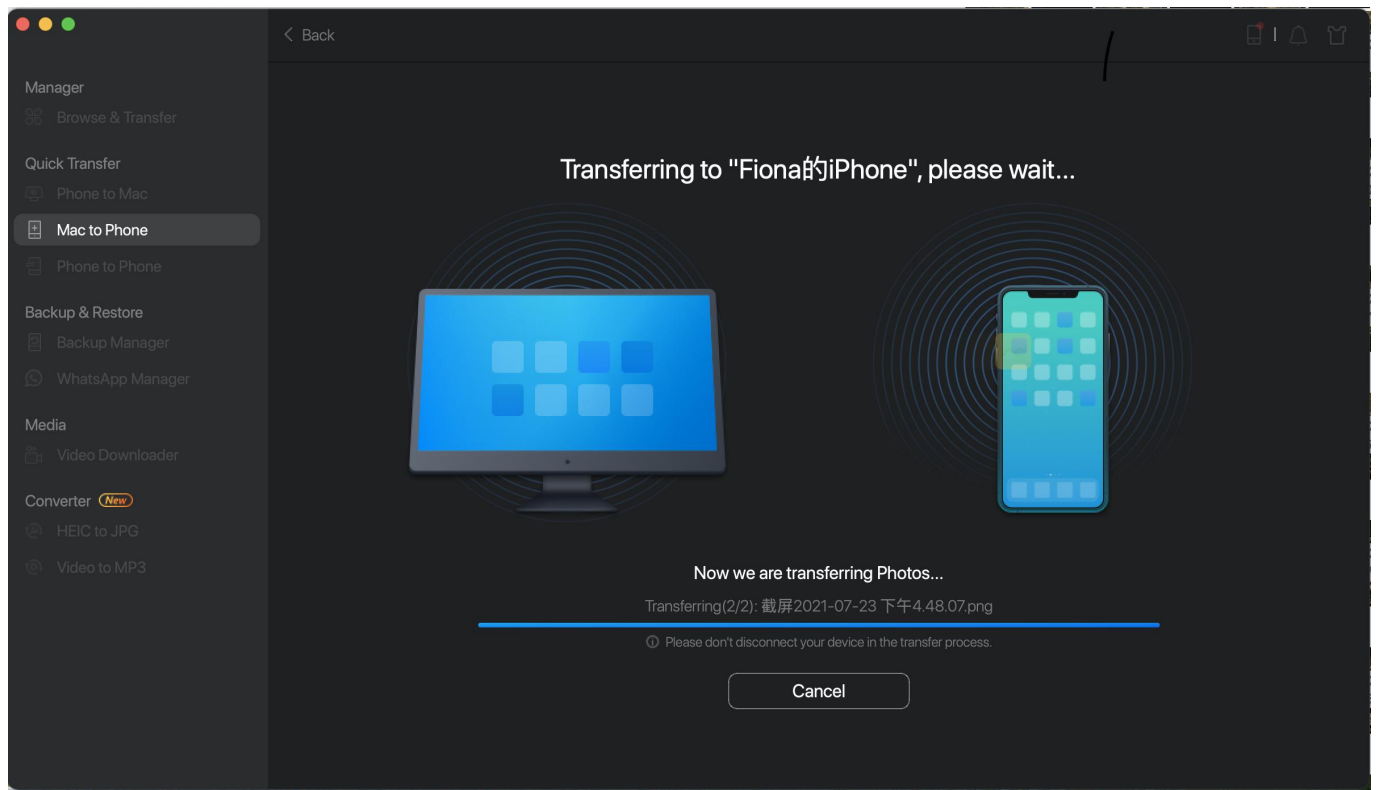 Back
Manager
Browse & Transfer
Quick Transfer
Phone to Mac
Mac to Phone
Phone to Phone
Backup & Restore
Backup Manager
WhatsApp Manager
Media
Video Downloader
Converter New
HEIC to JPG
Video to MP3
Transferring to "Fiona的iPhone", please wait...
Now we are transferring Photos...
Transferring(2/2): 截屏2021-07-23 下午4.48.07.png
Please don't disconnect your device in the transfer process.
Cancel